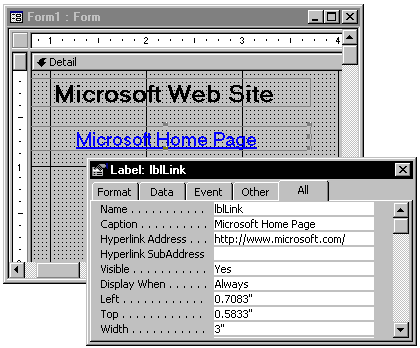 Form1 : Form
1 2 3 4
Detail
Microsoft Web Site
Microsoft Home Page
1
Label: lblLink
Format Data Event Other All
Name . . . . . . . . . . . lblLink
Caption . . . . . . . . . . Microsoft Home Page
Hyperlink Address . . . http://www.microsoft.com/
Hyperlink SubAddress
Visible . . . . . . . . . . . Yes
Display When . . . . . . Always
Left . . . . . . . . . . . . 0.7083"
Top . . . . . . . . . . . . 0.5833"
Width . . . . . . . . . . . 3"